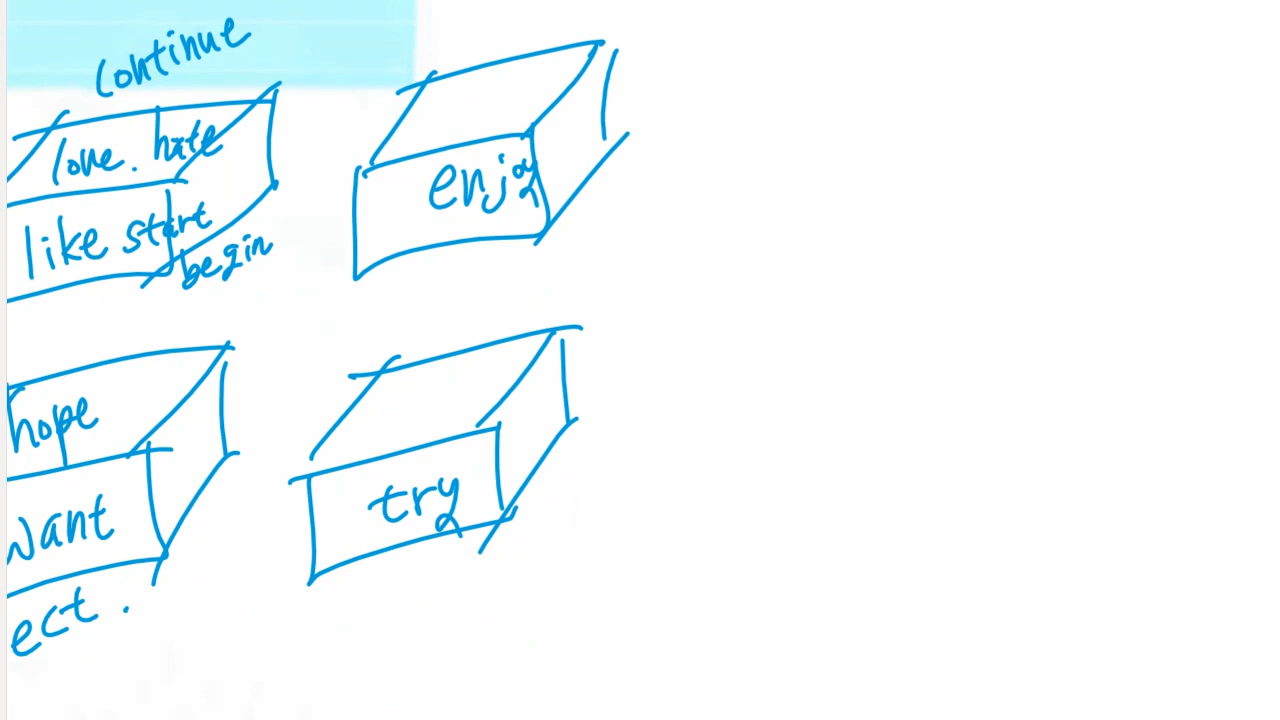 continue
love. hate
like start
begin
enjoy
hope
want
ect.
try